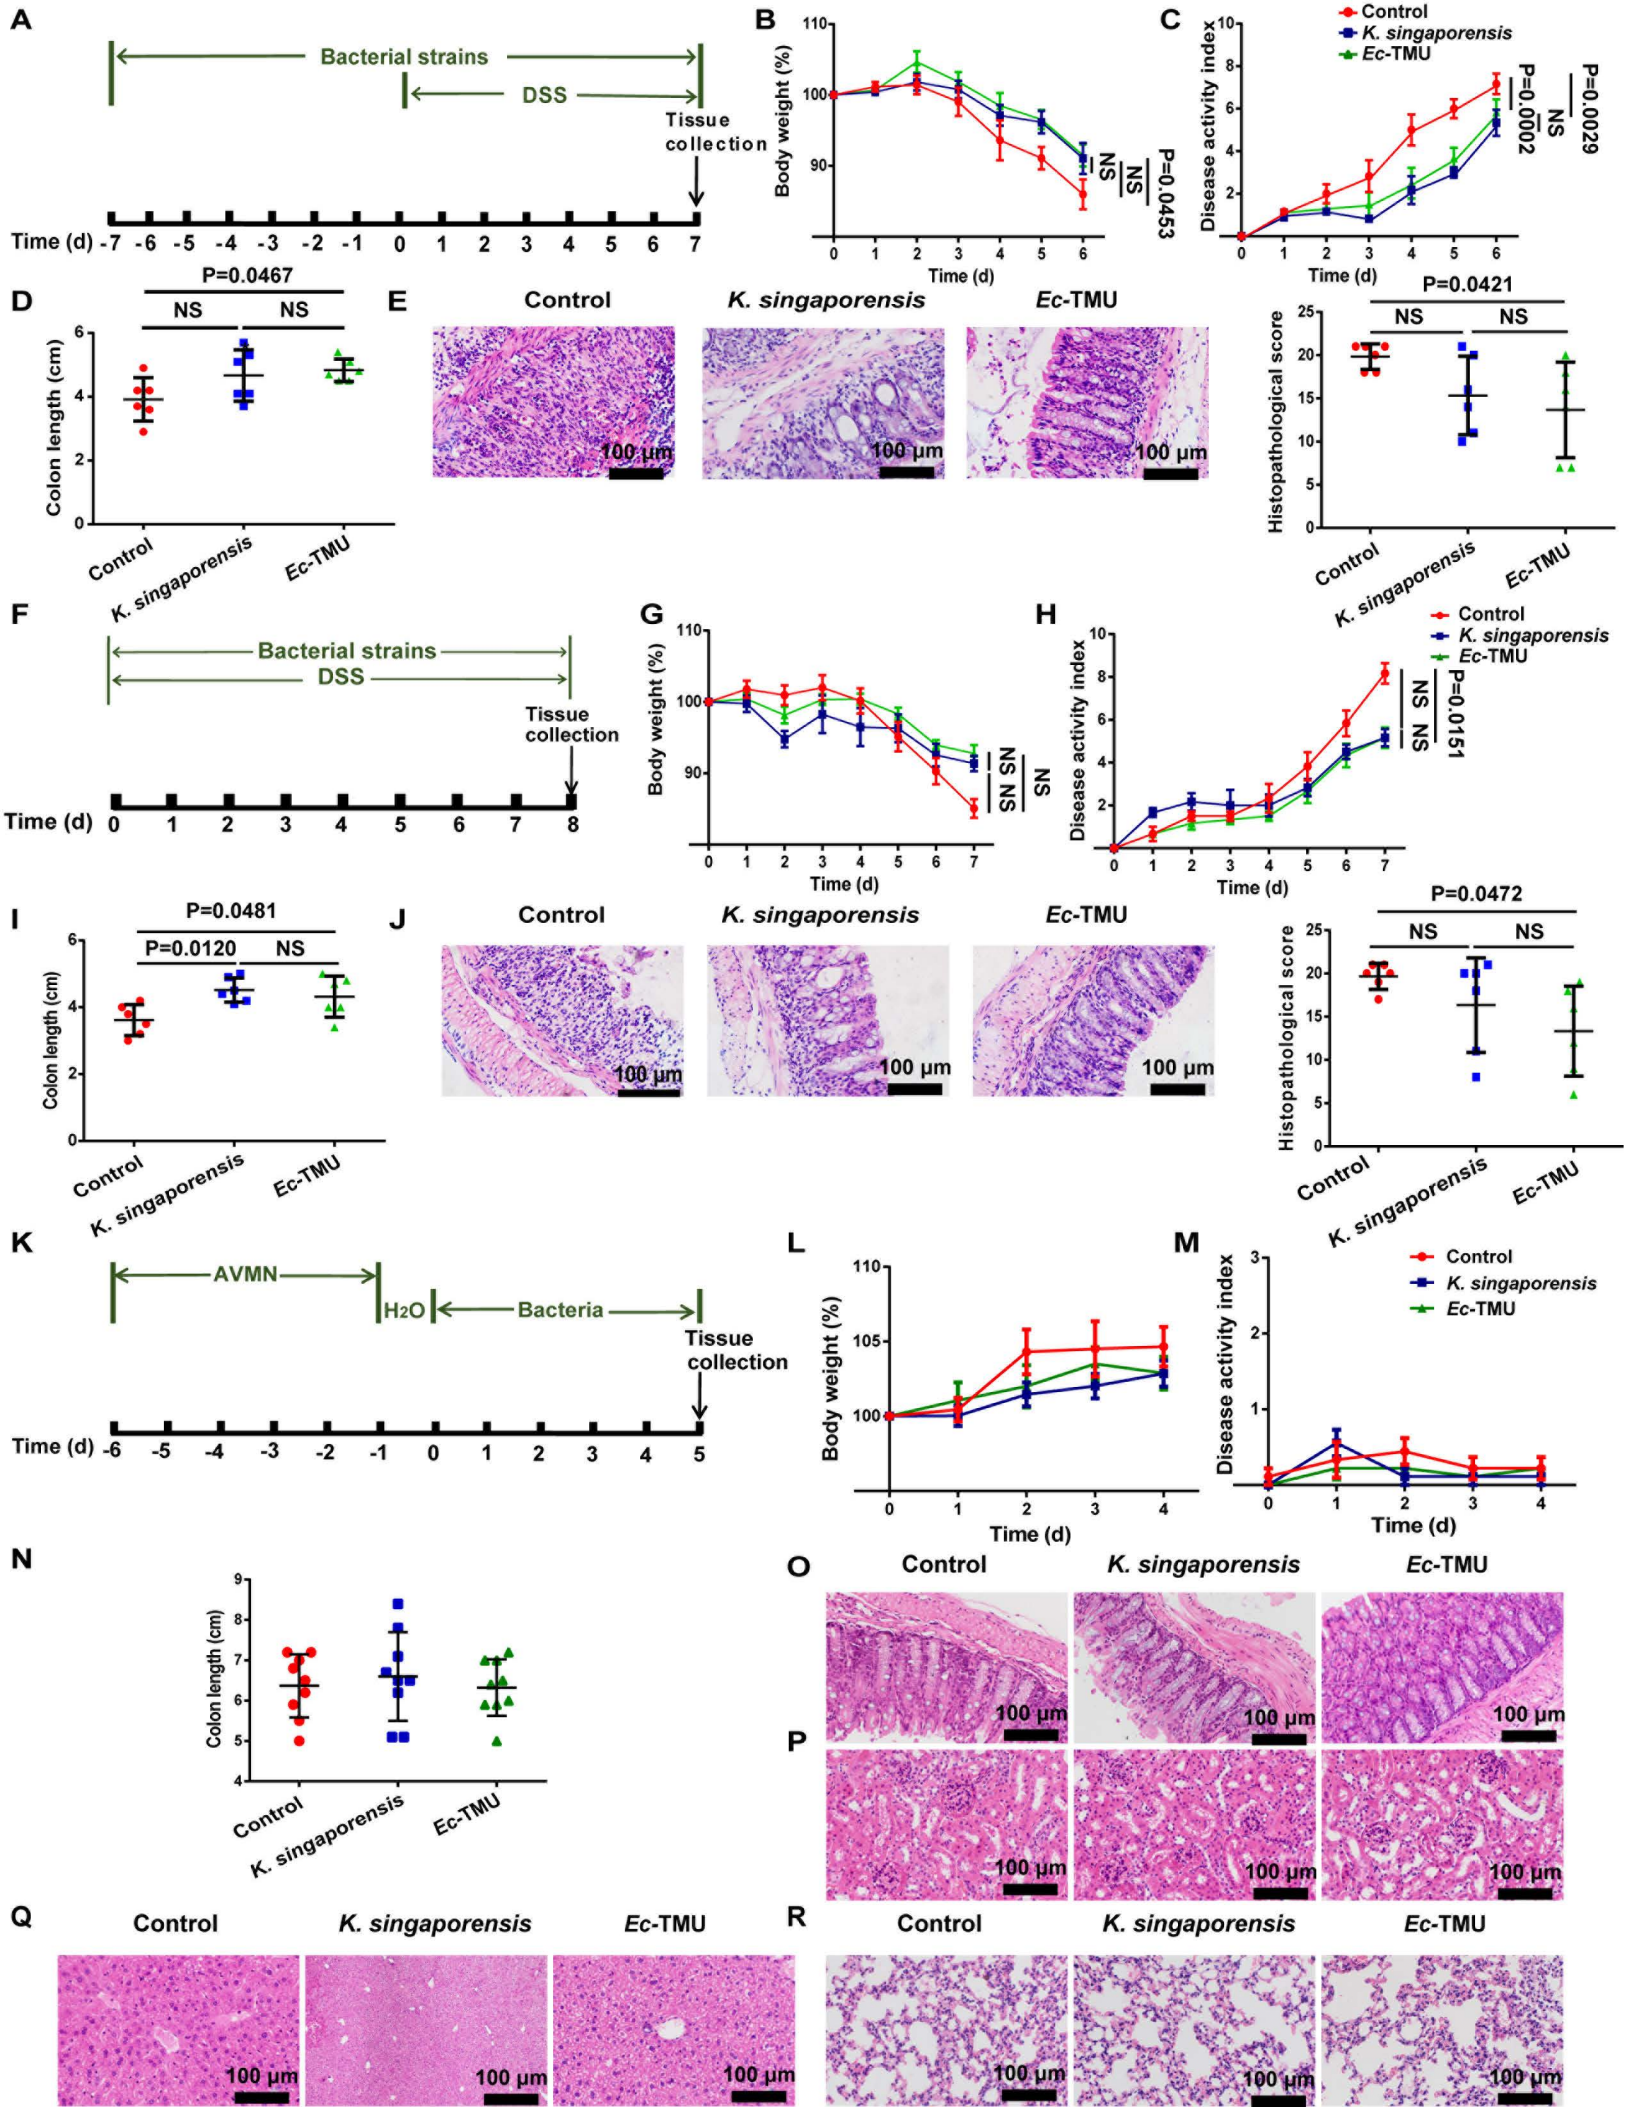 A
Bacterial strains
DSS
Tissue
collection
Time (d)
-7 -6 -5 -4 -3 -2 -1 0 1 2 3 4 5 6 7
B
Body weight (%)
110
100
90
0 1 2 3 4 5 6
Time (d)
NS
NS
P=0.0453
C
Disease activity index
10
8
6
4
2
0 1 2 3 4 5 6
Time (d)
Control
K. singaporensis
Ec-TMU
P=0.0002
NS
P=0.0029
D
P=0.0467
NS NS
Colon length (cm)
6
4
2
0
Control
K. singaporensis
Ec-TMU
E
Control K. singaporensis Ec-TMU
100 µm 100 µm 100 µm
P=0.0421
NS NS
Histopathological score
25
20
15
10
5
0
Control
K. singaporensis
Ec-TMU
F
Bacterial strains
DSS
Tissue
collection
Time (d)
0 1 2 3 4 5 6 7 8
G
Body weight (%)
110
100
90
0 1 2 3 4 5 6 7
Time (d)
NS NS
NS
H
Disease activity index
10
8
6
4
2
0 1 2 3 4 5 6 7
Time (d)
Control
K. singaporensis
Ec-TMU
NS NS
P=0.0151
I
P=0.0481
P=0.0120 NS
Colon length (cm)
6
4
2
0
Control
K. singaporensis
Ec-TMU
J
Control K. singaporensis Ec-TMU
100 µm 100 µm 100 µm
P=0.0472
NS NS
Histopathological score
25
20
15
10
5
0
Control
K. singaporensis
Ec-TMU
K
AVMN
H2O
Bacteria
Tissue
collection
Time (d)
-6 -5 -4 -3 -2 -1 0 1 2 3 4 5
L
Body weight (%)
110
105
100
0 1 2 3 4
Time (d)
M
Disease activity index
3
2
1
0 1 2 3 4
Time (d)
Control
K. singaporensis
Ec-TMU
N
Colon length (cm)
9
8
7
6
5
4
Control
K. singaporensis
Ec-TMU
O
Control K. singaporensis Ec-TMU
100 µm 100 µm 100 µm
P
100 µm 100 µm 100 µm
Q
Control K. singaporensis Ec-TMU
100 µm 100 µm 100 µm
R
Control K. singaporensis Ec-TMU
100 µm 100 µm 100 µm